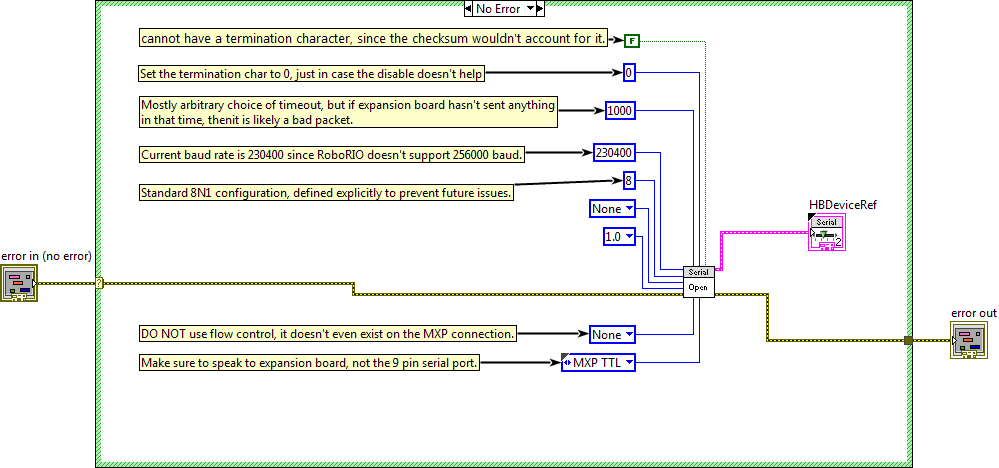 No Error
cannot have a termination character, since the checksum wouldn't account for it.
F
Set the termination char to 0, just in case the disable doesn't help
0
Mostly arbitrary choice of timeout, but if expansion board hasn't sent anything
in that time, thenit is likely a bad packet.
1000
Current baud rate is 230400 since RoboRIO doesn't support 256000 baud.
230400
Standard 8N1 configuration, defined explicitly to prevent future issues.
8
None
1.0
HBDeviceRef
Serial
2
error in (no error)
?
Serial
Open
error out
DO NOT use flow control, it doesn't even exist on the MXP connection.
None
Make sure to speak to expansion board, not the 9 pin serial port.
MXP TTL